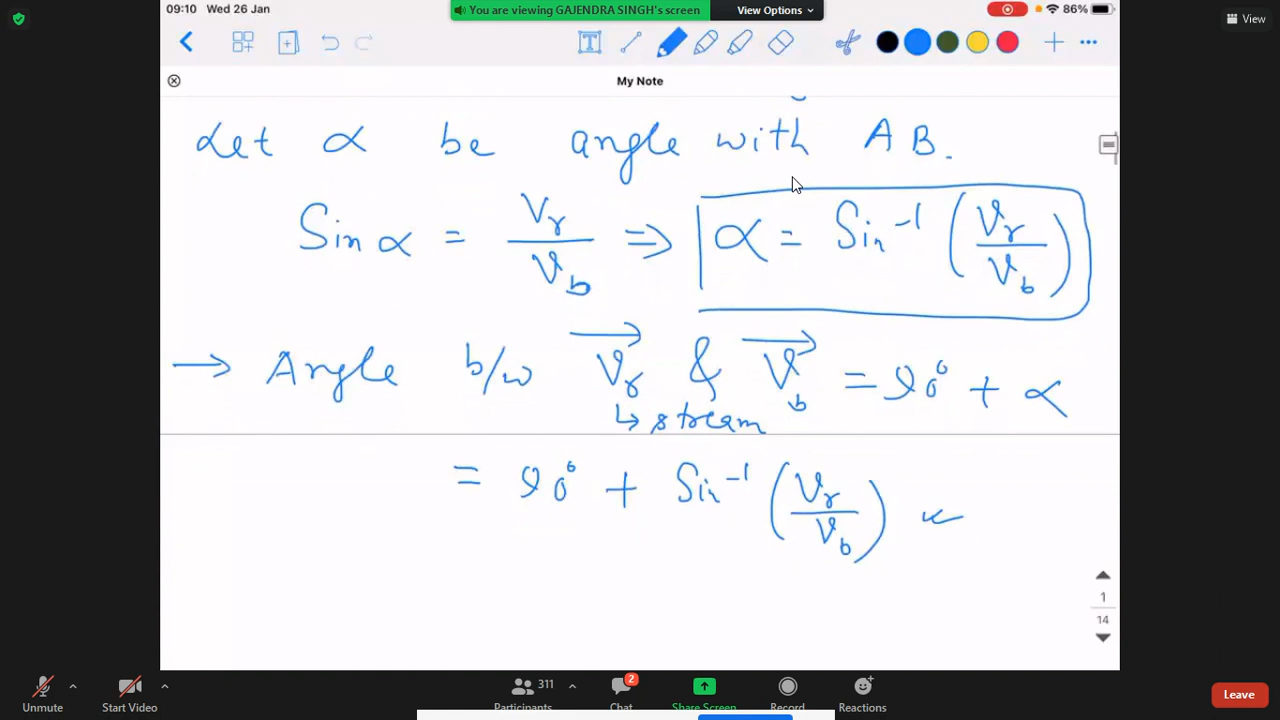 09:10 Wed 26 Jan
You are viewing GAJENDRA SINGH's screen
View Options
86%
View
My Note
Let α be angle with AB.
Sin α = Vr/Vb => α = Sin⁻¹ (Vr/Vb)
→ Angle b/w Vr & Vb = 90° + α
↳ stream
= 90° + Sin⁻¹ (Vr/Vb)
1
14
Unmute
Start Video
311
Participants
2
Chat
Share Screen
Record
Reactions
Leave